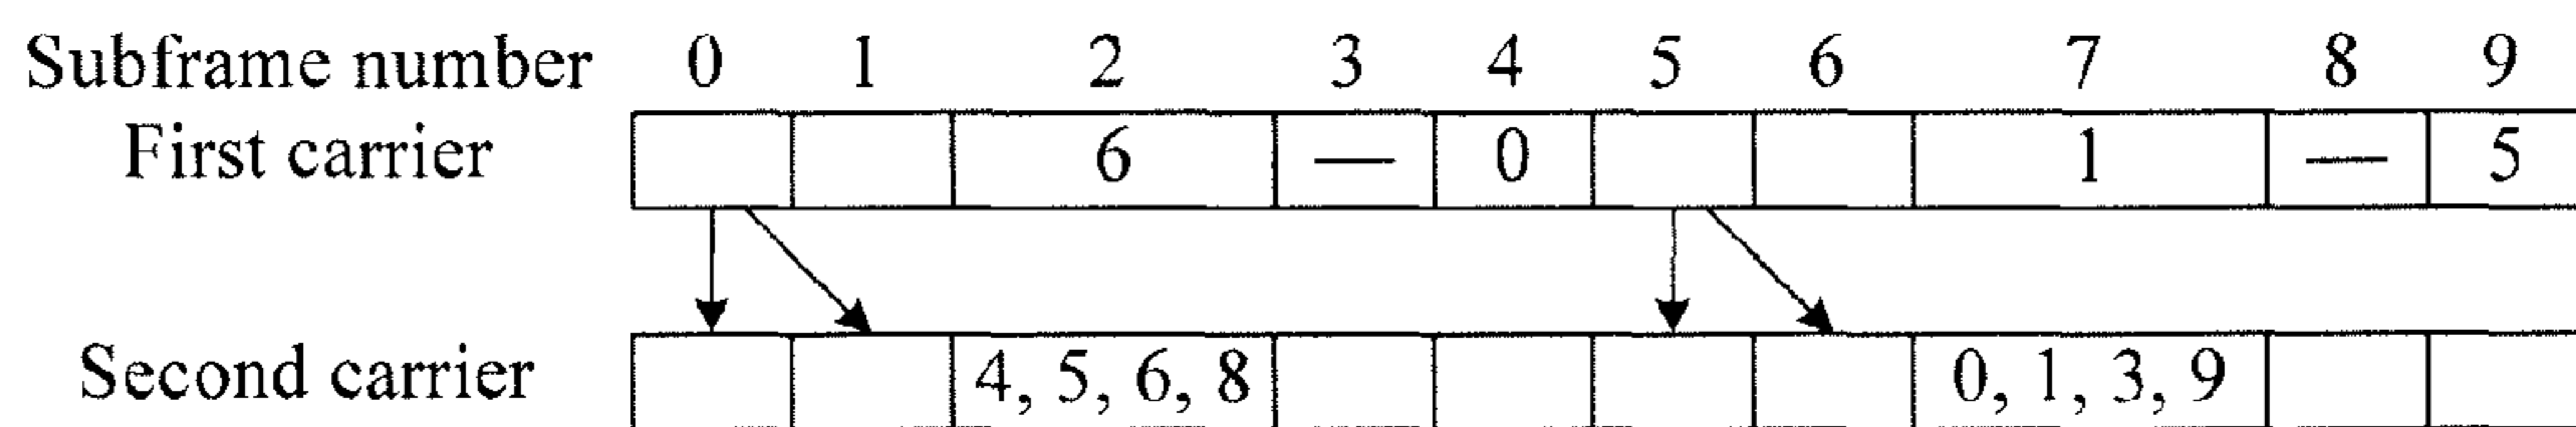 Subframe number 0 1 2 3 4 5 6 7 8 9
First carrier 6 — 0 1 — 5
Second carrier 4, 5, 6, 8 0, 1, 3, 9